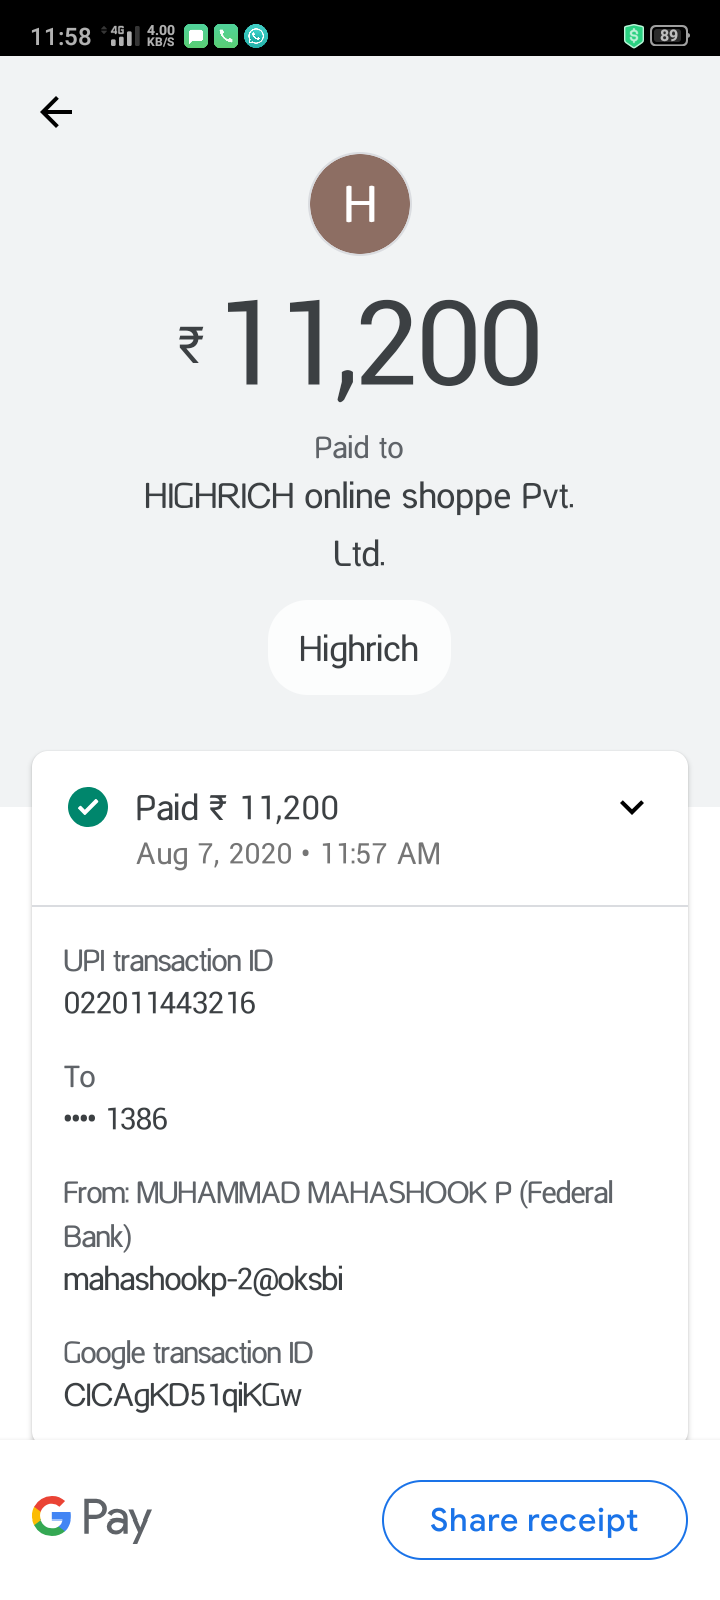 11:58 4G 4.00 KB/S 89
H
₹ 11,200
Paid to
HIGHRICH online shoppe Pvt.
Ltd.
Highrich
Paid ₹ 11,200
Aug 7, 2020 • 11:57 AM
UPI transaction ID
022011443216
To
•••• 1386
From: MUHAMMAD MAHASHOOK P (Federal
Bank)
mahashookp-2@oksbi
Google transaction ID
CICAgKD51qiKGw
G Pay
Share receipt